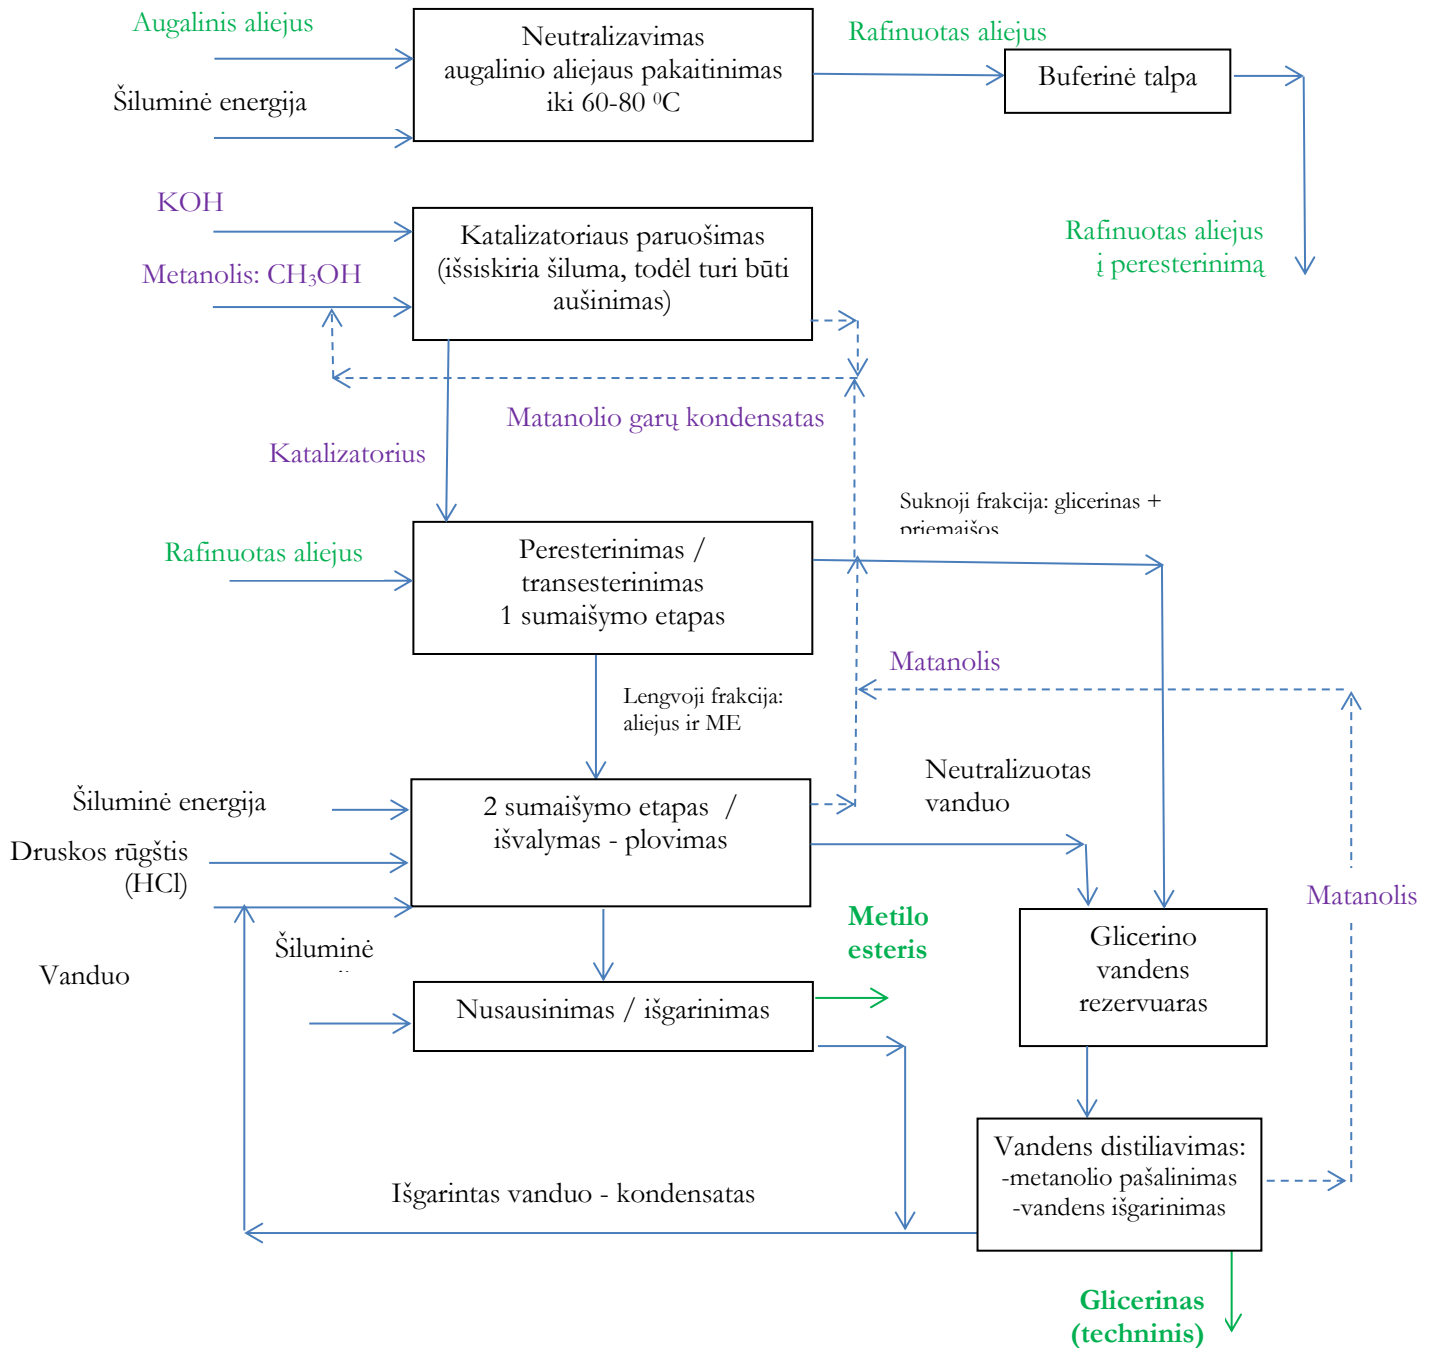 Augalinis aliejus
Šiluminė energija
Neutralizavimas
augalinio aliejaus pakaitinimas
iki 60-80 ⁰C
Rafinuotas aliejus
Buferinė talpa
Rafinuotas aliejus
į peresterinimą
KOH
Metanolis: CH₃OH
Katalizatoriaus paruošimas
(išsiskiria šiluma, todėl turi būti
aušinimas)
Matanolio garų kondensatas
Katalizatorius
Suknoji frakcija: glicerinas +
priemaišos
Rafinuotas aliejus
Peresterinimas /
transesterinimas
1 sumaišymo etapas
Matanolis
Lengvoji frakcija:
aliejus ir ME
Neutralizuotas
vanduo
Šiluminė energija
Druskos rūgštis
(HCl)
2 sumaišymo etapas /
išvalymas - plovimas
Matanolis
Metilo
esteris
Šiluminė
Vanduo
Nusausinimas / išgarinimas
Glicerino
vandens
rezervuaras
Vandens distiliavimas:
-metanolio pašalinimas
-vandens išgarinimas
Išgarintas vanduo - kondensatas
Glicerinas
(techninis)